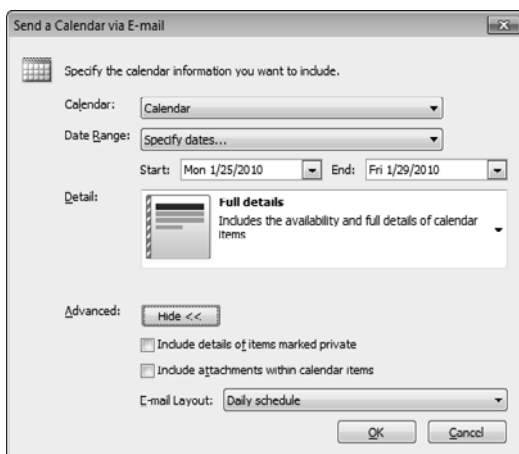 Send a Calendar via E-mail
Specify the calendar information you want to include.
Calendar: Calendar
Date Range: Specify dates...
Start: Mon 1/25/2010 End: Fri 1/29/2010
Detail: Full details
Includes the availability and full details of calendar
items
Advanced: Hide <<
Include details of items marked private
Include attachments within calendar items
E-mail Layout: Daily schedule
OK Cancel